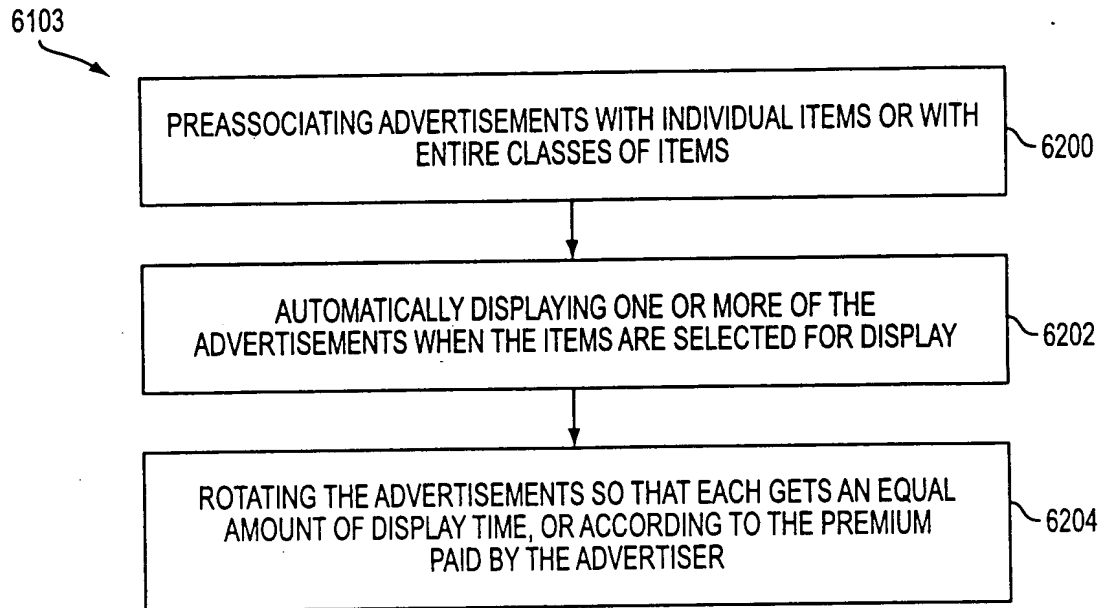 6103
PREASSOCIATING ADVERTISEMENTS WITH INDIVIDUAL ITEMS OR WITH
ENTIRE CLASSES OF ITEMS
6200
AUTOMATICALLY DISPLAYING ONE OR MORE OF THE
ADVERTISEMENTS WHEN THE ITEMS ARE SELECTED FOR DISPLAY
6202
ROTATING THE ADVERTISEMENTS SO THAT EACH GETS AN EQUAL
AMOUNT OF DISPLAY TIME, OR ACCORDING TO THE PREMIUM
PAID BY THE ADVERTISER
6204